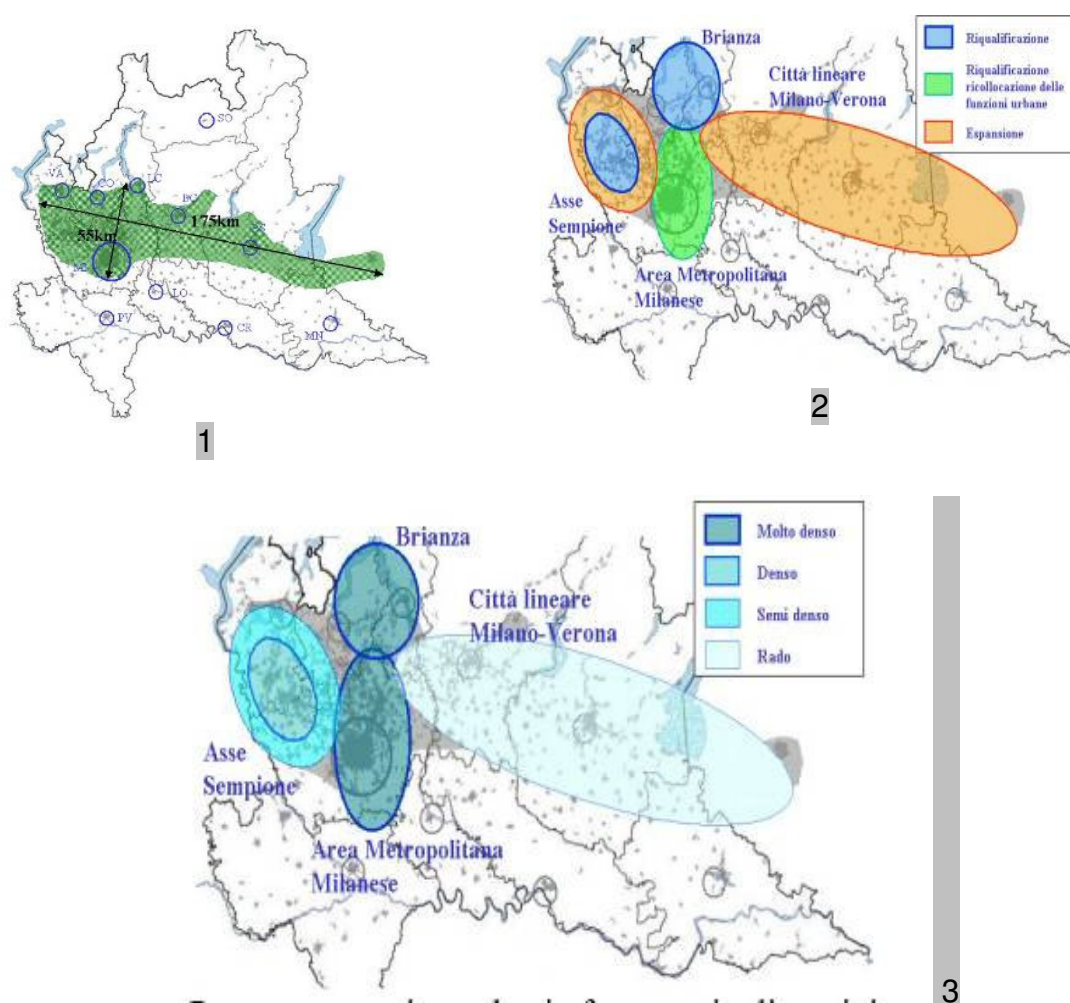 SO
VA
CO
LC
BG
175km
55km
LO
PV
CR
MN
1
Brianza
Città lineare
Milano-Verona
Asse
Sempione
Area Metropolitana
Milanese
Riqualificazione
Riqualificazione
ricollocazione delle
funzioni urbane
Espansione
2
Brianza
Città lineare
Milano-Verona
Asse
Sempione
Area Metropolitana
Milanese
Molto denso
Denso
Semi denso
Rado
3